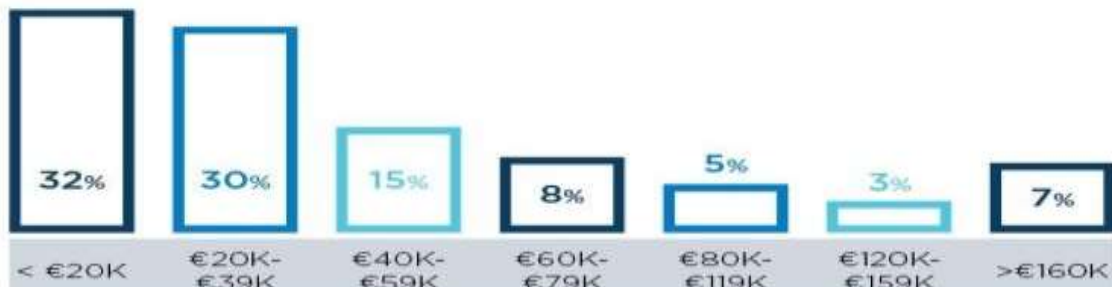 32%
30%
15%
8%
5%
3%
7%
< €20K
€20K-
€39K
€40K-
€59K
€60K-
€79K
€80K-
€119K
€120K-
€159K
>€160K